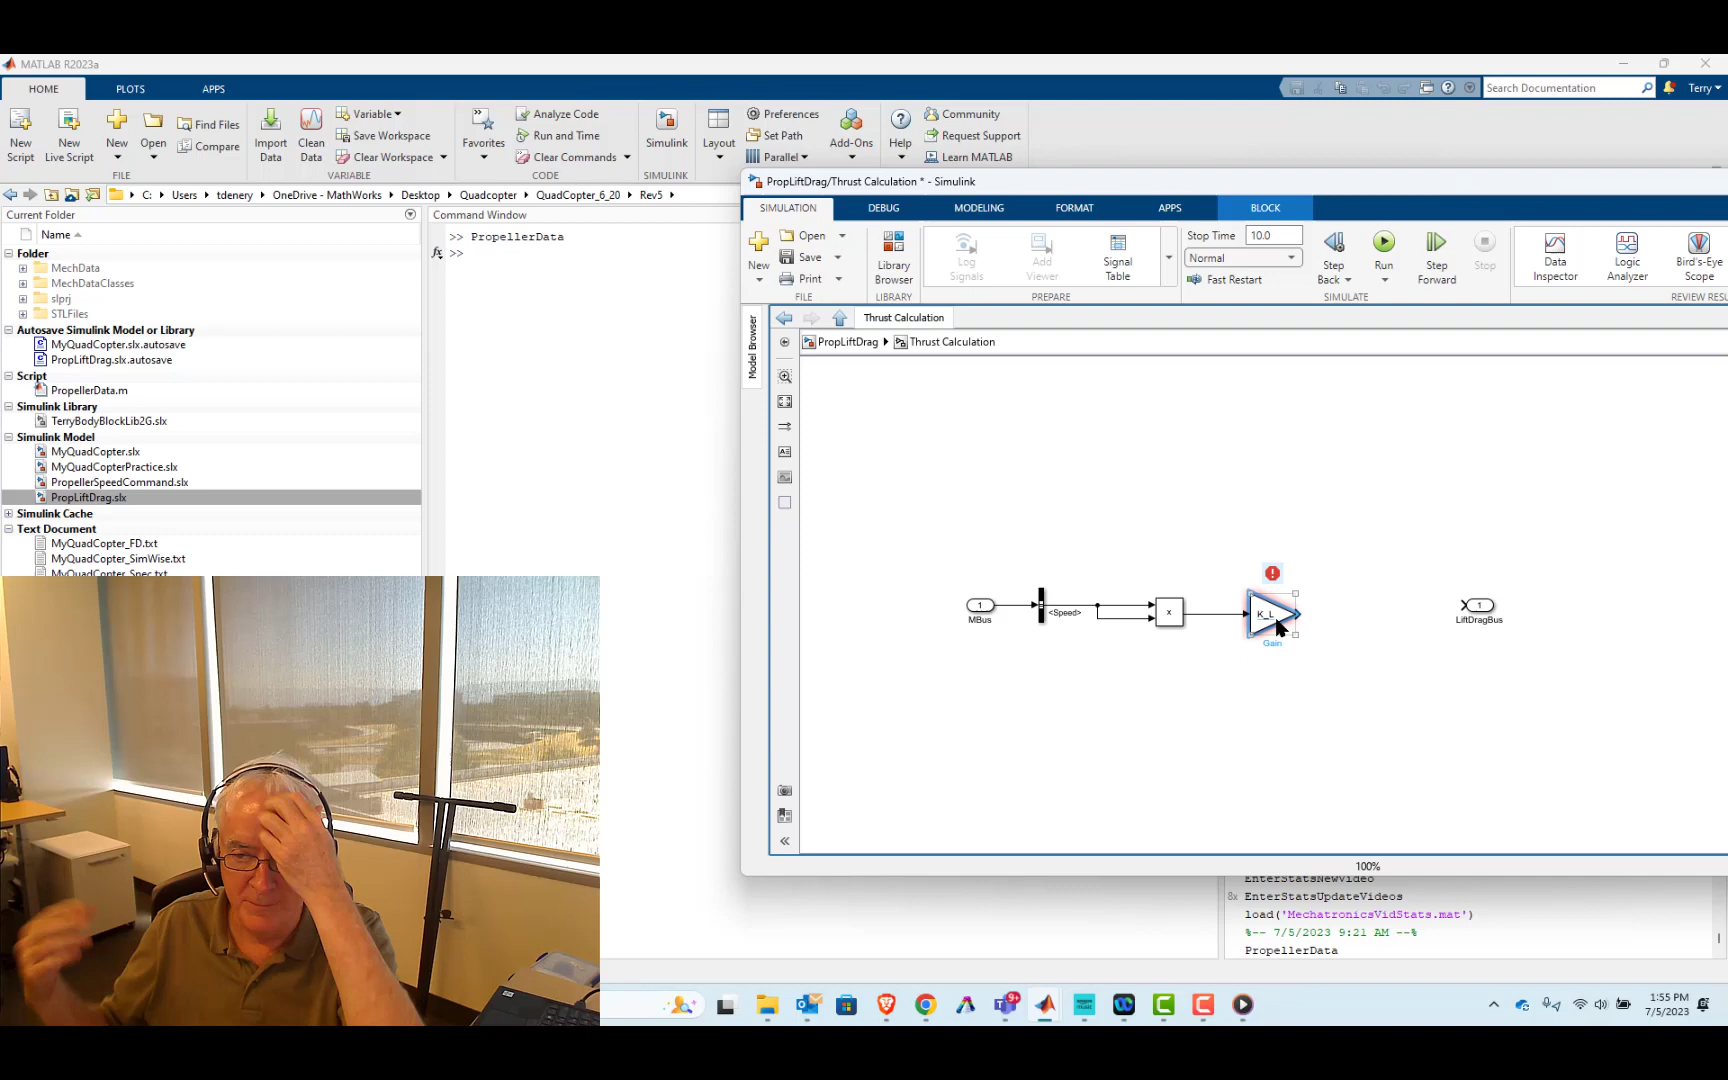 MATLAB R2023a
HOME PLOTS APPS
Search Documentation
Terry
New Script
New Live Script
New
Open
Find Files
Compare
FILE
Import Data
Clean Data
Variable
Save Workspace
Clear Workspace
VARIABLE
Favorites
Analyze Code
Run and Time
Clear Commands
CODE
Simulink
SIMULINK
Layout
Preferences
Set Path
Parallel
Add-Ons
Help
Community
Request Support
Learn MATLAB
C: Users tdenery OneDrive - MathWorks Desktop Quadcopter QuadCopter_6_20 Rev5
Current Folder
Name
Folder
MechData
MechDataClasses
slprj
STLFiles
Autosave Simulink Model or Library
MyQuadCopter.slx.autosave
PropLiftDrag.slx.autosave
Script
PropellerData.m
Simulink Library
TerryBodyBlockLib2G.slx
Simulink Model
MyQuadCopter.slx
MyQuadCopterPractice.slx
PropellerSpeedCommand.slx
PropLiftDrag.slx
Simulink Cache
Text Document
MyQuadCopter_FD.txt
MyQuadCopter_SimWise.txt
MyQuadCopter_Spec.txt
Command Window
>> PropellerData
fx >>
PropLiftDrag/Thrust Calculation * - Simulink
SIMULATION DEBUG MODELING FORMAT APPS BLOCK
New
Open
Save
Print
FILE
Library Browser
LIBRARY
Log Signals
Add Viewer
Signal Table
PREPARE
Stop Time 10.0
Normal
Fast Restart
Step Back
Run
Step Forward
Stop
SIMULATE
Data Inspector
Logic Analyzer
Bird's-Eye Scope
REVIEW RESU
Model Browser
Thrust Calculation
PropLiftDrag Thrust Calculation
1
MBus
<Speed>
x
K_L
Gain
1
LiftDragBus
100%
EnterStatsNewVideo
8x EnterStatsUpdateVideos
load('MechatronicsVidStats.mat')
%-- 7/5/2023 9:21 AM --%
PropellerData
9+
1:55 PM
7/5/2023